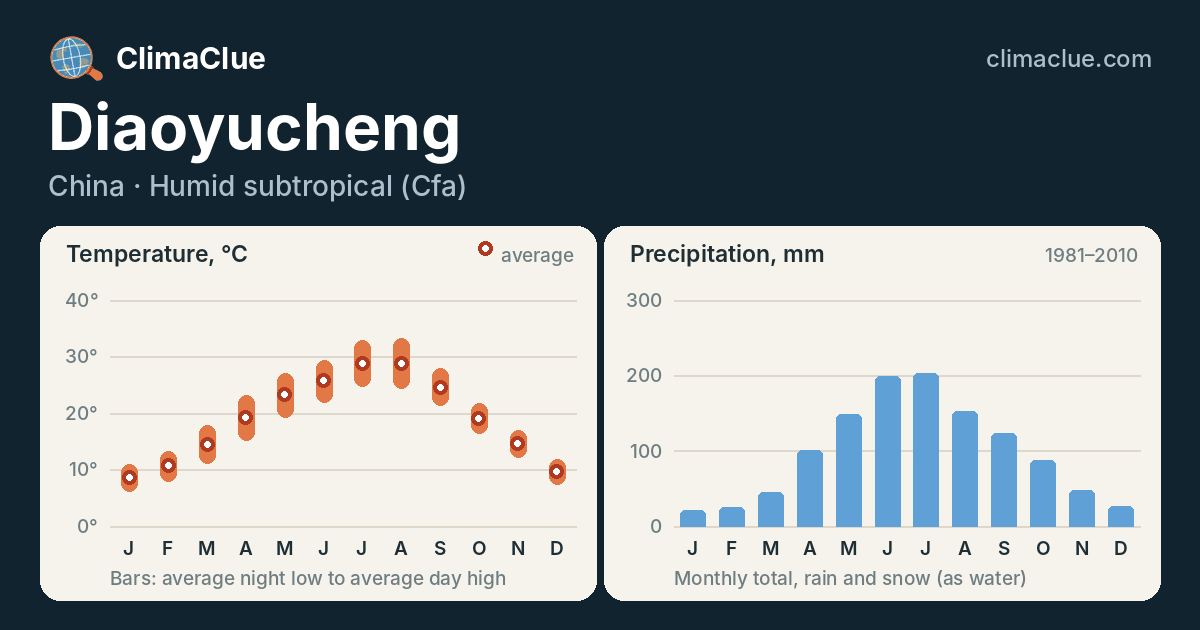 ClimaClue
climaclue.com
Diaoyucheng
China · Humid subtropical (Cfa)
Temperature, °C
average
40°
30°
20°
10°
0°
J F M A M J J A S O N D
Bars: average night low to average day high
Precipitation, mm
1981–2010
300
200
100
0
J F M A M J J A S O N D
Monthly total, rain and snow (as water)